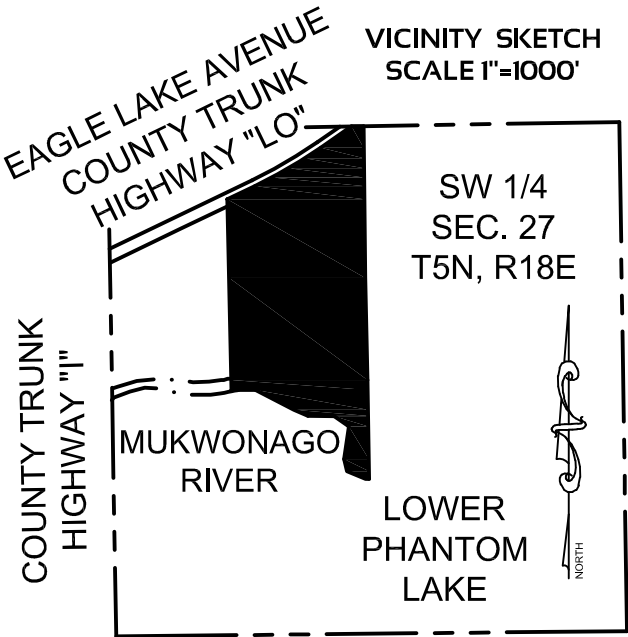 VICINITY SKETCH
SCALE 1"=1000'
EAGLE LAKE AVENUE
COUNTY TRUNK
HIGHWAY "LO"
SW 1/4
SEC. 27
T5N, R18E
COUNTY TRUNK
HIGHWAY "I"
MUKWONAGO
RIVER
LOWER
PHANTOM
LAKE
NORTH